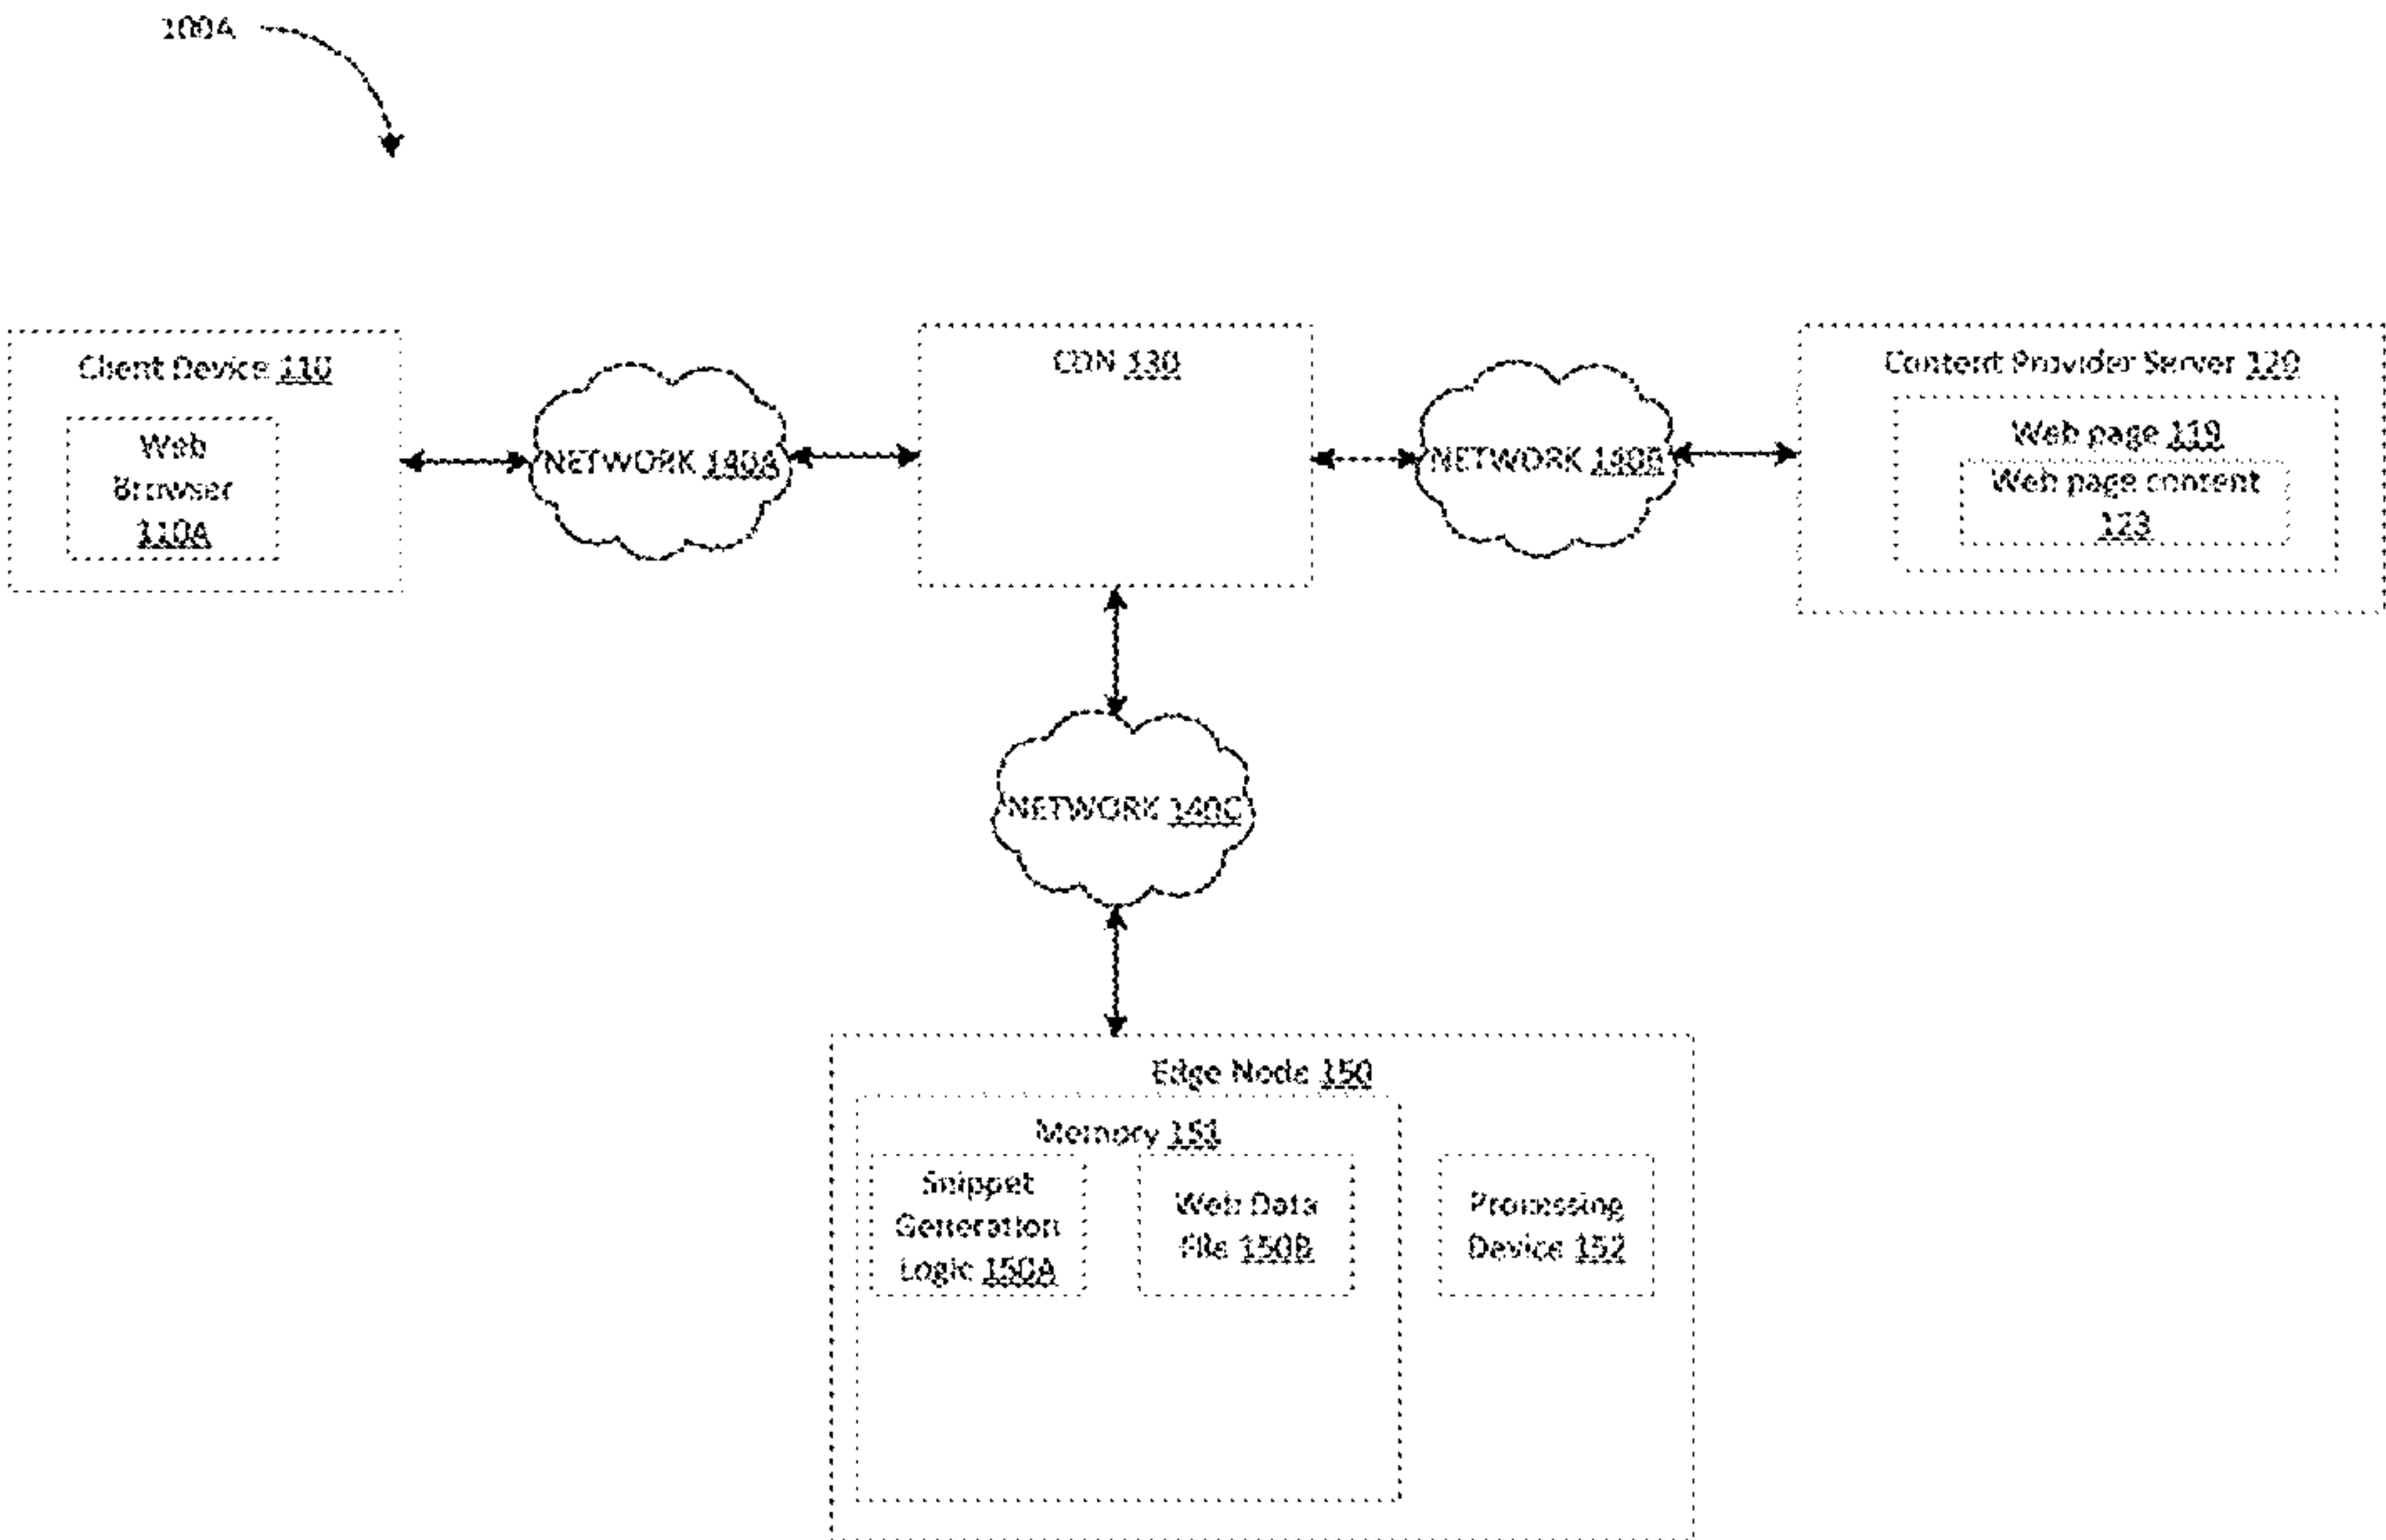 100A
Client Device 110
Web
Browser
110A
NETWORK 140A
CDN 130
NETWORK 140B
Content Provider Server 120
Web page 119
Web page content
123
NETWORK 140C
Edge Node 150
Memory 151
Snippet
Generation
Logic 150A
Web Data
File 150B
Processing
Device 152